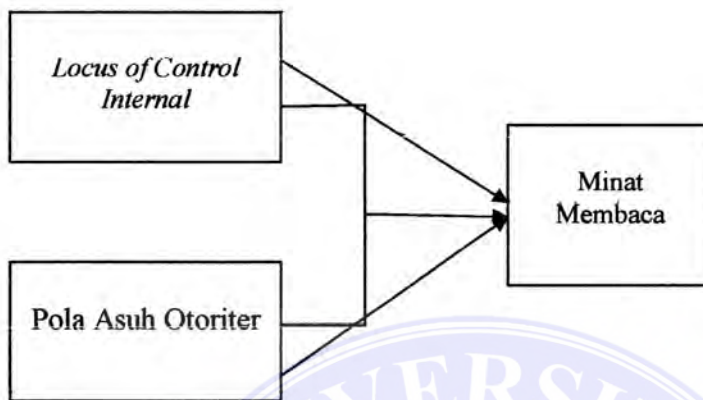 Locus of Control
Internal
Minat
Membaca
Pola Asuh Otoriter